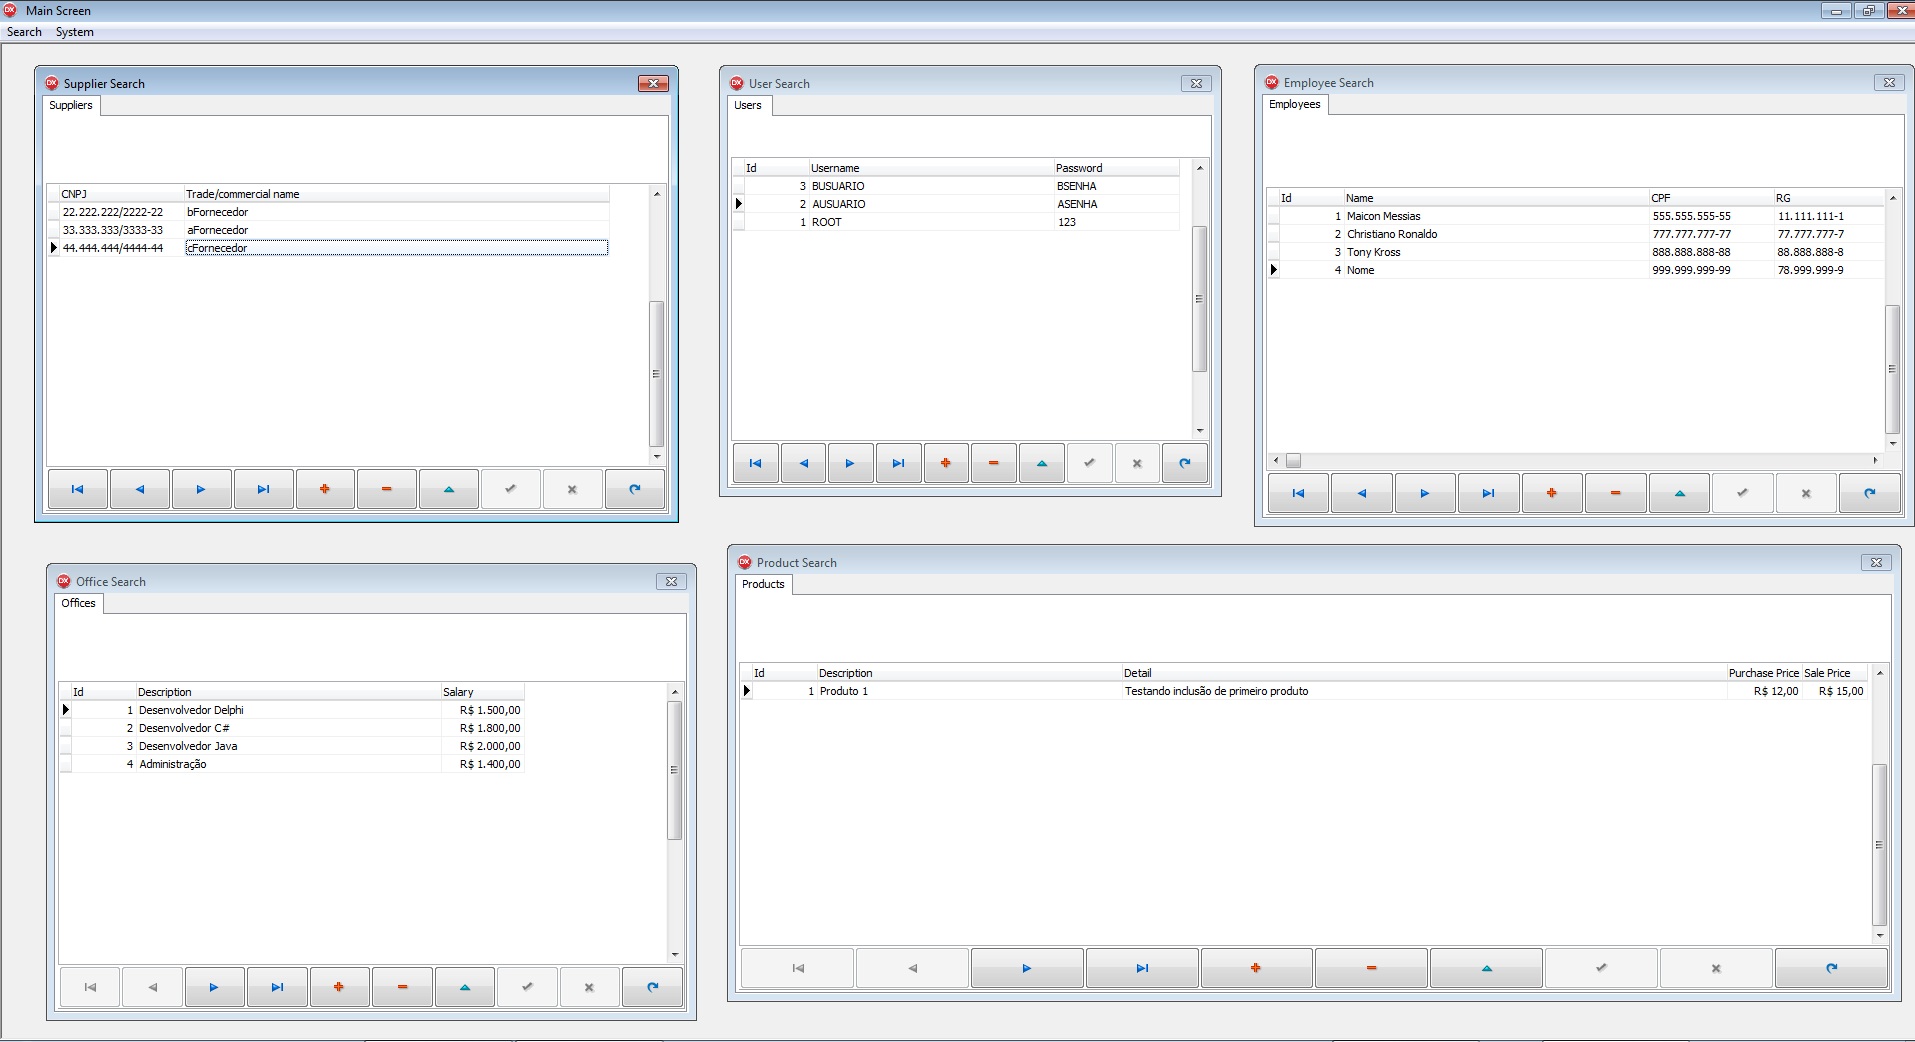 Main Screen
Search System
Supplier Search
Suppliers
CNPJ Trade/commercial name
22.222.222/2222-22 bFornecedor
33.333.333/3333-33 aFornecedor
44.444.444/4444-44 cFornecedor
User Search
Users
Id Username Password
3 BUSUARIO BSENHA
2 AUSUARIO ASENHA
1 ROOT 123
Employee Search
Employees
Id Name CPF RG
1 Maicon Messias 555.555.555-55 11.111.111-1
2 Christiano Ronaldo 777.777.777-77 77.777.777-7
3 Tony Kross 888.888.888-88 88.888.888-8
4 Nome 999.999.999-99 78.999.999-9
Office Search
Offices
Id Description Salary
1 Desenvolvedor Delphi R$ 1.500,00
2 Desenvolvedor C# R$ 1.800,00
3 Desenvolvedor Java R$ 2.000,00
4 Administração R$ 1.400,00
Product Search
Products
Id Description Detail Purchase Price Sale Price
1 Produto 1 Testando inclusão de primeiro produto R$ 12,00 R$ 15,00